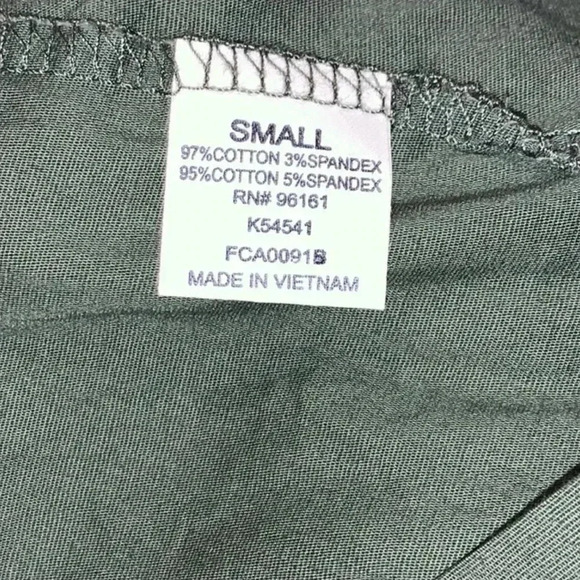 SMALL
97%COTTON 3%SPANDEX
95%COTTON 5%SPANDEX
RN# 96161
K54541
FCA0091B
MADE IN VIETNAM